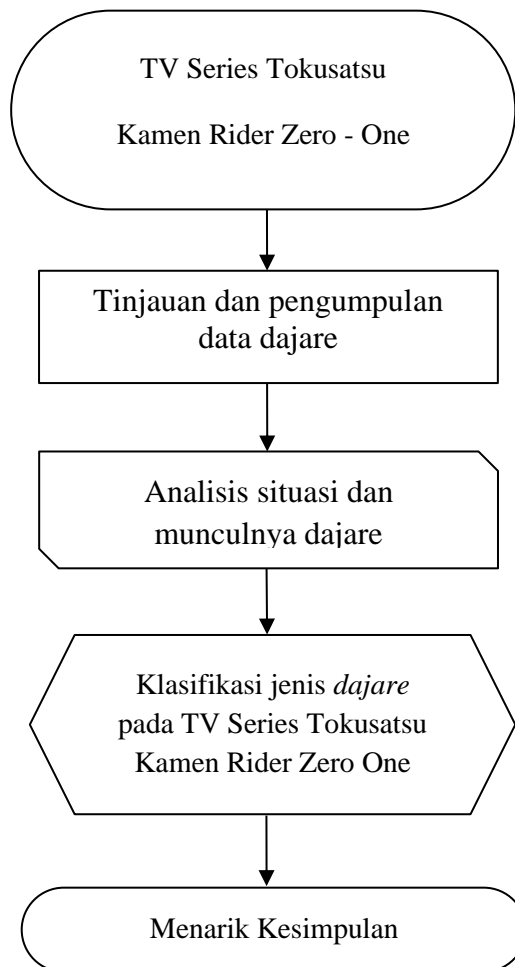 TV Series Tokusatsu
Kamen Rider Zero - One
Tinjauan dan pengumpulan
data dajare
Analisis situasi dan
munculnya dajare
Klasifikasi jenis dajare
pada TV Series Tokusatsu
Kamen Rider Zero One
Menarik Kesimpulan